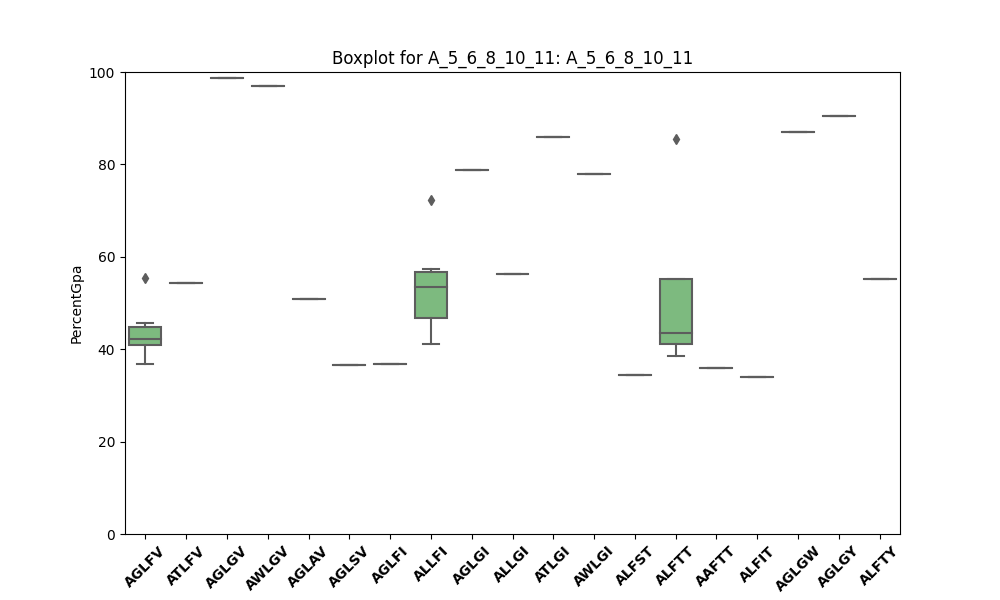 Boxplot for A_5_6_8_10_11: A_5_6_8_10_11
PercentGpa
100
80
60
40
20
0
AGLFV ATLFV AGLGV AWLGV AGLAV AGLSV AGLFI ALLFI AGLGI ALLGI ATLGI AWLGI ALFST ALFTT AAFTT ALFIT AGLGW AGLGY ALFTY